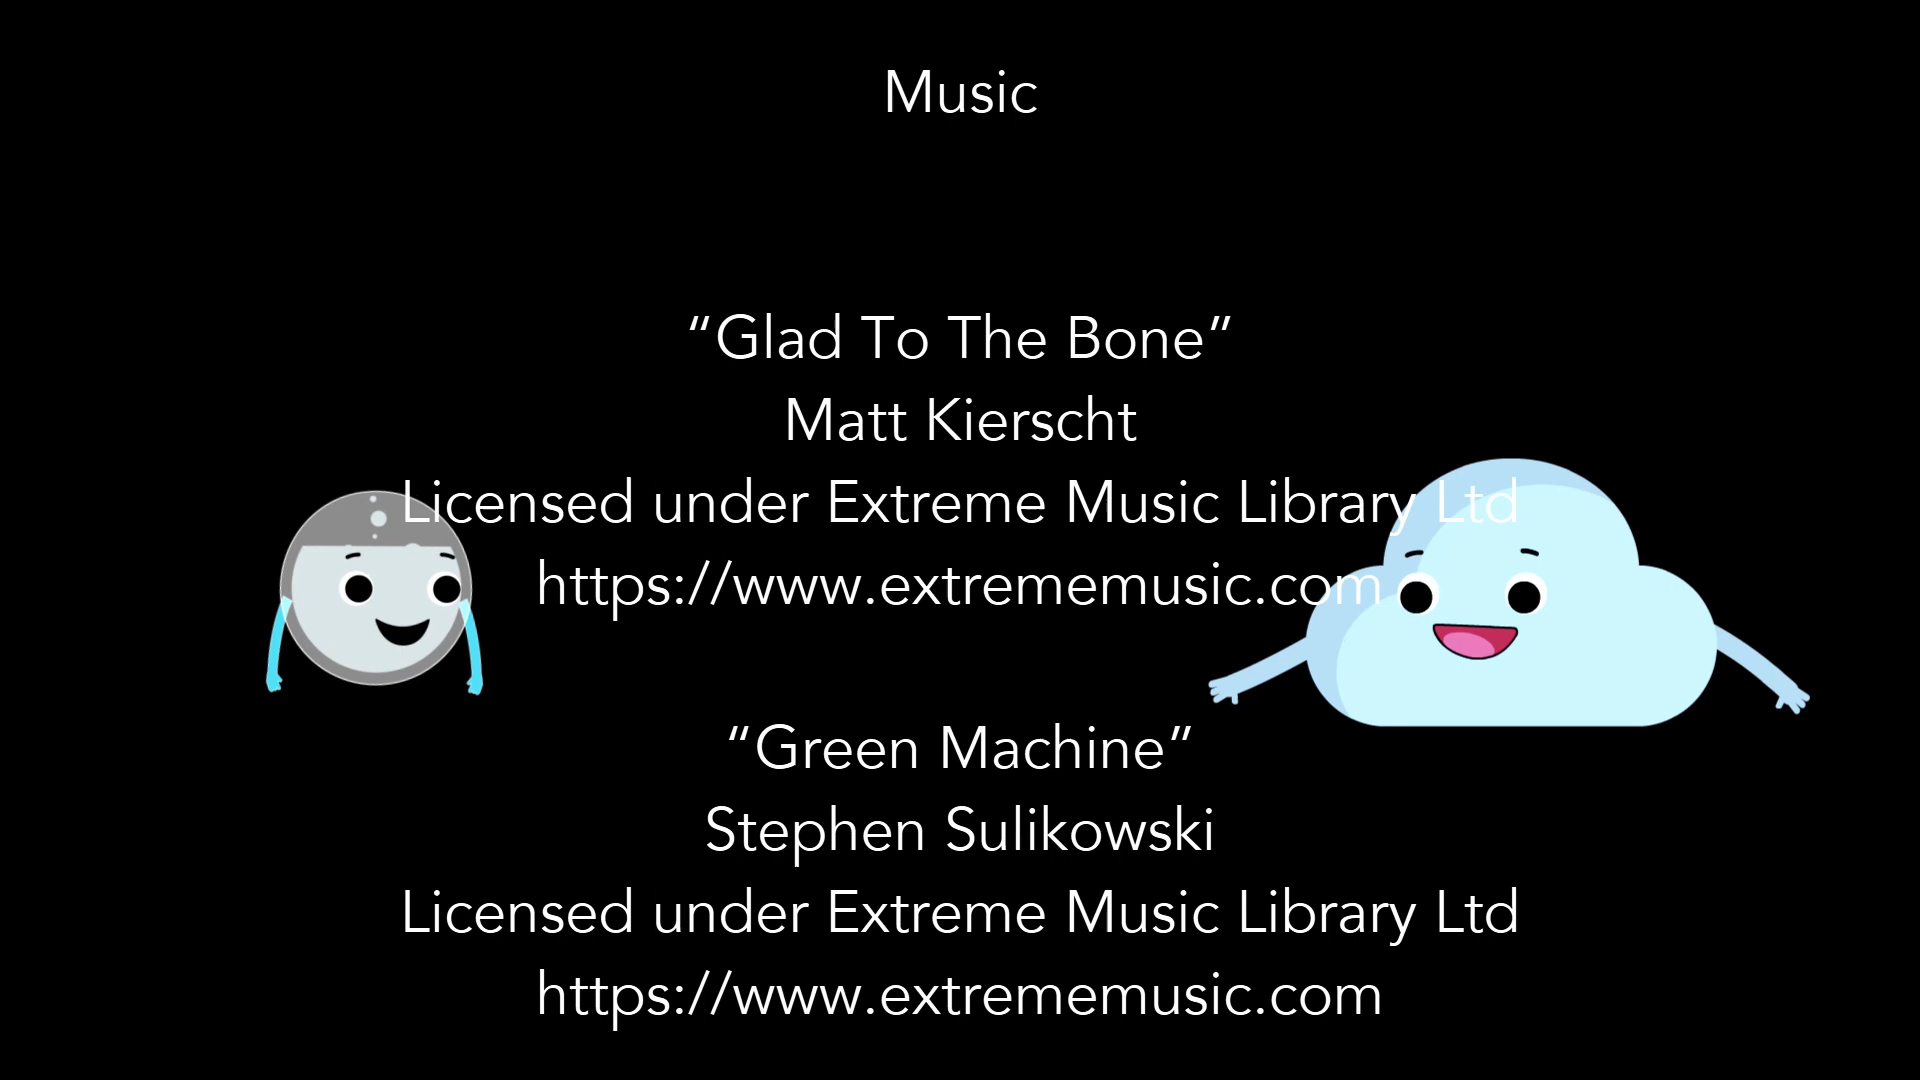 Music
“Glad To The Bone”
Matt Kierscht
Licensed under Extreme Music Library Ltd
https://www.extrememusic.com
“Green Machine”
Stephen Sulikowski
Licensed under Extreme Music Library Ltd
https://www.extrememusic.com